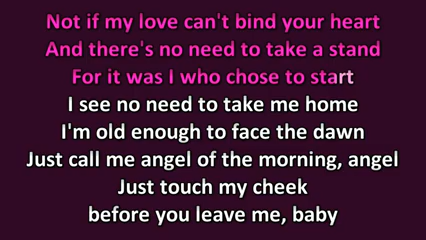 Not if my love can't bind your heart
And there's no need to take a stand
For it was I who chose to start
I see no need to take me home
I'm old enough to face the dawn
Just call me angel of the morning, angel
Just touch my cheek
before you leave me, baby